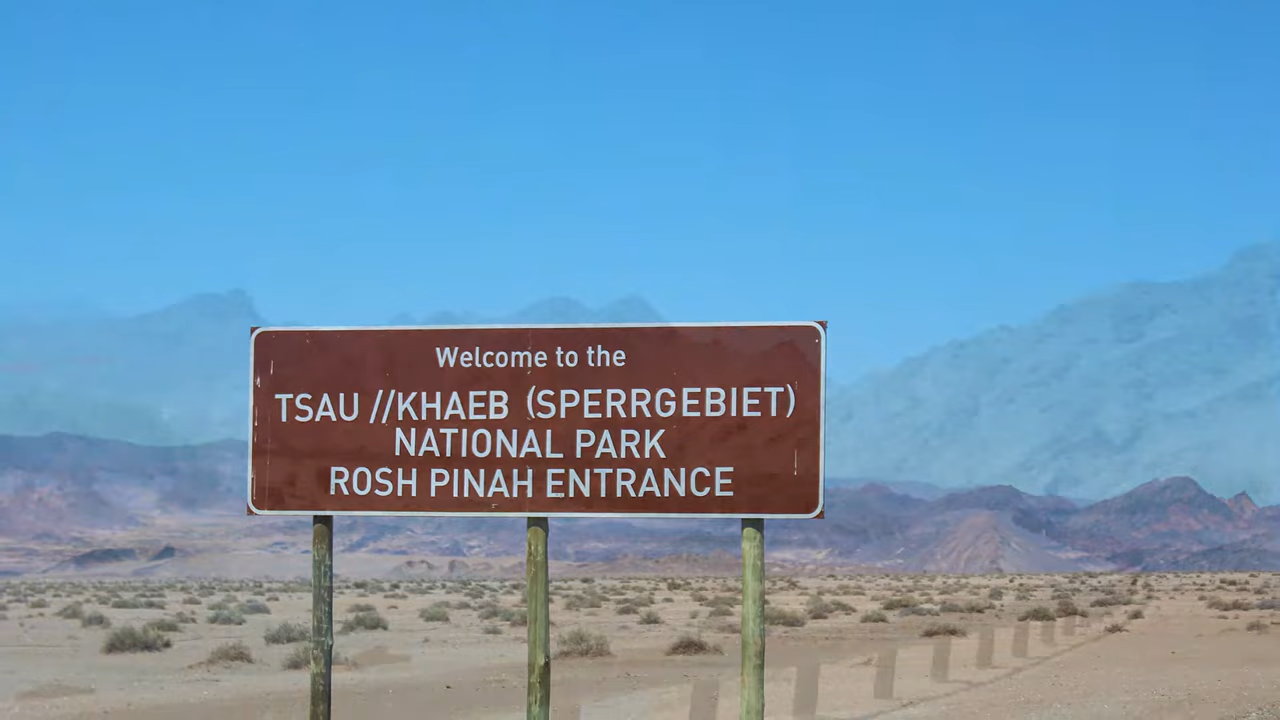 Welcome to the
TSAU //KHAEB (SPERRGEBIET)
NATIONAL PARK
ROSH PINAH ENTRANCE